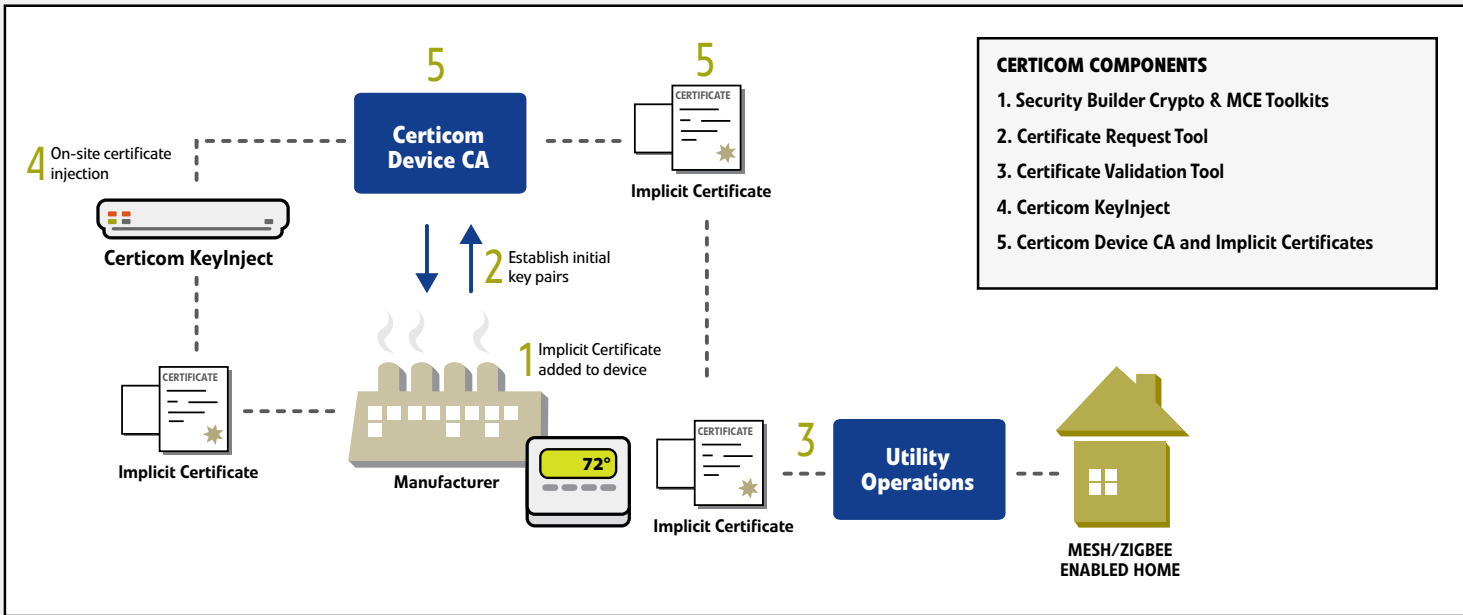 5
Certicom
Device CA
5
CERTIFICATE
Implicit Certificate
CERTICOM COMPONENTS
1. Security Builder Crypto & MCE Toolkits
2. Certificate Request Tool
3. Certificate Validation Tool
4. Certicom KeyInject
5. Certicom Device CA and Implicit Certificates
4
On-site certificate
injection
Certicom KeyInject
2
Establish initial
key pairs
1
Implicit Certificate
added to device
CERTIFICATE
Implicit Certificate
72°
Manufacturer
CERTIFICATE
Implicit Certificate
3
Utility
Operations
MESH/ZIGBEE
ENABLED HOME